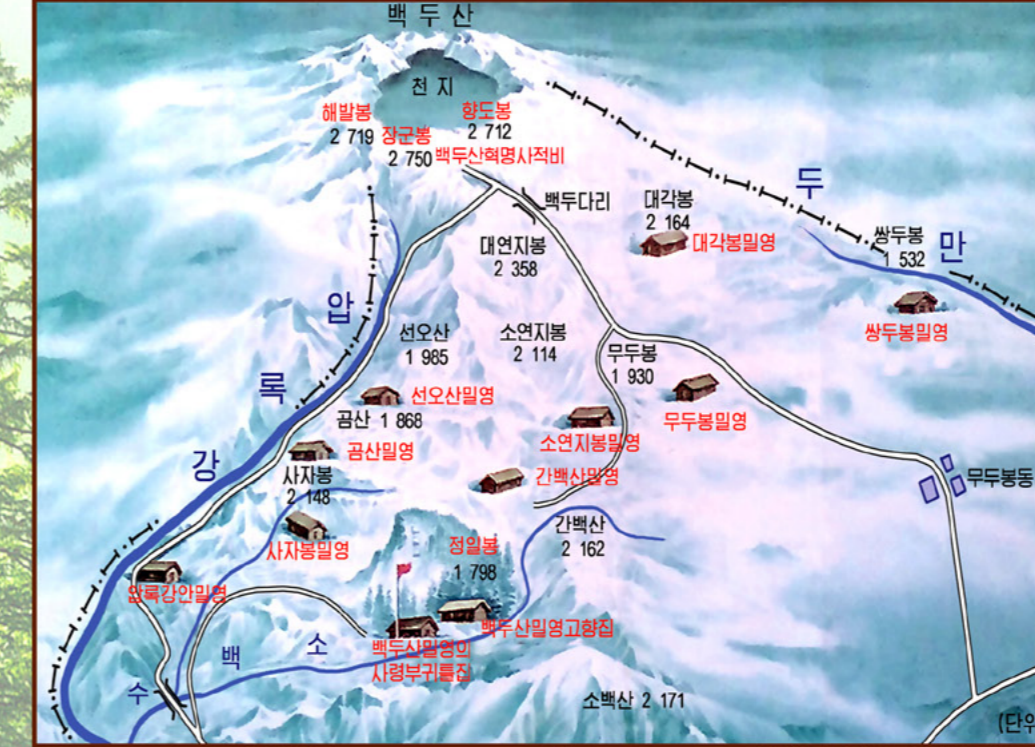 백 두 산
천 지
해발봉
2 719
장군봉
2 750
향도봉
2 712
백두산혁명사적비
백두다리
대각봉
2 164
대각봉밀영
두
만
쌍두봉
1 532
쌍두봉밀영
대연지봉
2 358
압
록
강
선오산
1 985
선오산밀영
소연지봉
2 114
무두봉
1 930
무두봉밀영
곰산 1 868
곰산밀영
소연지봉밀영
사자봉
2 148
사자봉밀영
간백산밀영
간백산
2 162
무두봉동
정일봉
1 798
압록강안밀영
백두산밀영고향집
백두산밀영의
사령부귀틀집
소
백
수
소백산 2 171
(단위